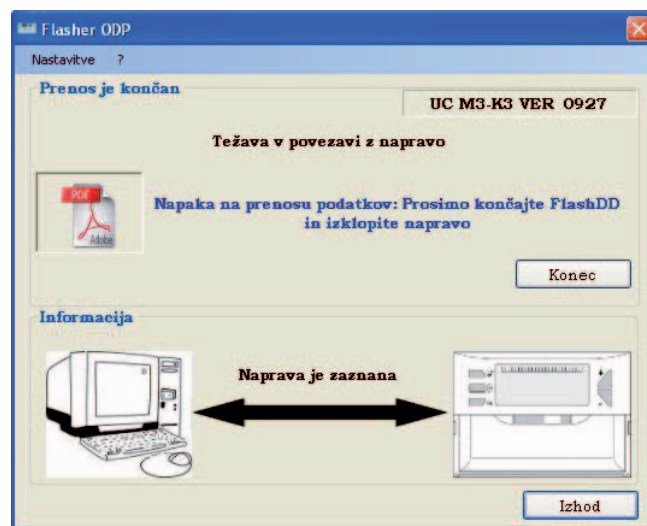 Flasher ODP
Nastavitve ?
Prenos je končan
UC M3-K3 VER 0927
Težava v povezavi z napravo
PDF
Adobe
Napaka na prenosu podatkov: Prosimo končajte FlashDD
in izklopite napravo
Konec
Informacija
Naprava je zaznana
Izhod